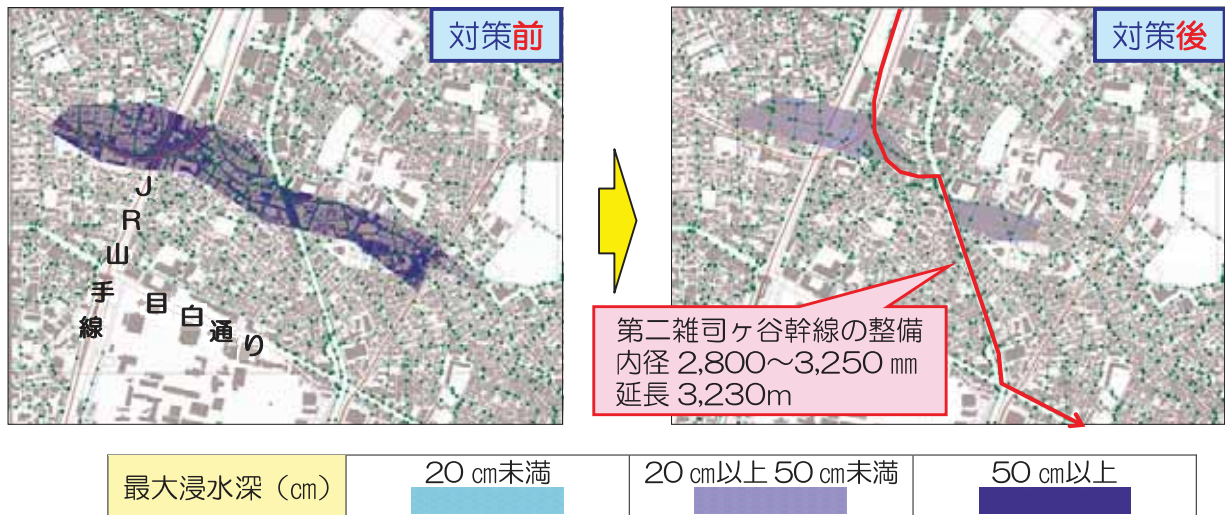 対策前
対策後
JR山手線
目白通り
第二雑司ヶ谷幹線の整備
内径 2,800～3,250 ㎜
延長 3,230m
最大浸水深（㎝）
20 ㎝未満
20 ㎝以上 50 ㎝未満
50 ㎝以上